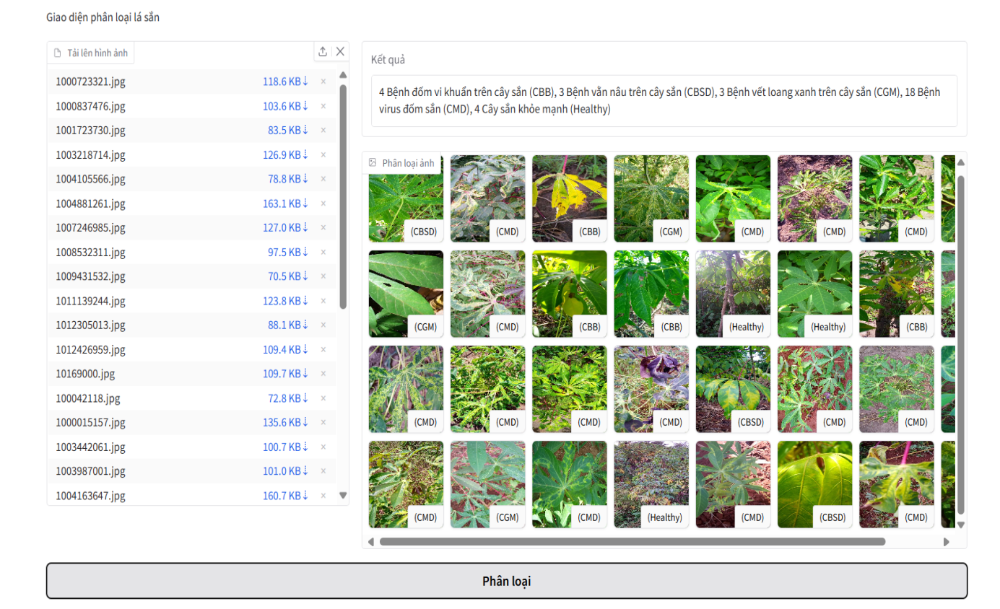 Giao diện phân loại lá sắn
Tải lên hình ảnh
1000723321.jpg 118.6 KB ⇣ ×
1000837476.jpg 103.6 KB ⇣ ×
1001723730.jpg 83.5 KB ⇣ ×
1003218714.jpg 126.9 KB ⇣ ×
1004105566.jpg 78.8 KB ⇣ ×
1004881261.jpg 163.1 KB ⇣ ×
1007246985.jpg 127.0 KB ⇣ ×
1008532311.jpg 97.5 KB ⇣ ×
1009431532.jpg 70.5 KB ⇣ ×
1011139244.jpg 123.8 KB ⇣ ×
1012305013.jpg 88.1 KB ⇣ ×
1012426959.jpg 109.4 KB ⇣ ×
10169000.jpg 109.7 KB ⇣ ×
100042118.jpg 72.8 KB ⇣ ×
1000015157.jpg 135.6 KB ⇣ ×
1003442061.jpg 100.7 KB ⇣ ×
1003987001.jpg 101.0 KB ⇣ ×
1004163647.jpg 160.7 KB ⇣ ×
Kết quả
4 Bệnh đốm vi khuẩn trên cây sắn (CBB), 3 Bệnh vằn nâu trên cây sắn (CBSD), 3 Bệnh vết loang xanh trên cây sắn (CGM), 18 Bệnh
virus đốm sắn (CMD), 4 Cây sắn khỏe mạnh (Healthy)
Phân loại ảnh
(CBSD) (CMD) (CBB) (CGM) (CMD) (CMD) (CMD)
(CGM) (CMD) (CBB) (CBB) (Healthy) (Healthy) (CBB)
(CMD) (CMD) (CMD) (CMD) (CBSD) (CMD) (CMD)
(CMD) (CGM) (CMD) (Healthy) (CMD) (CBSD) (CMD)
Phân loại